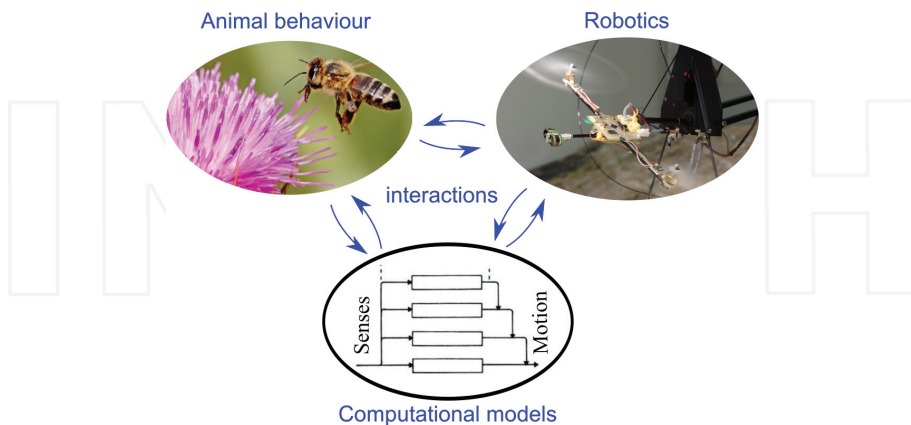 Animal behaviour
Robotics
interactions
Senses
Motion
Computational models